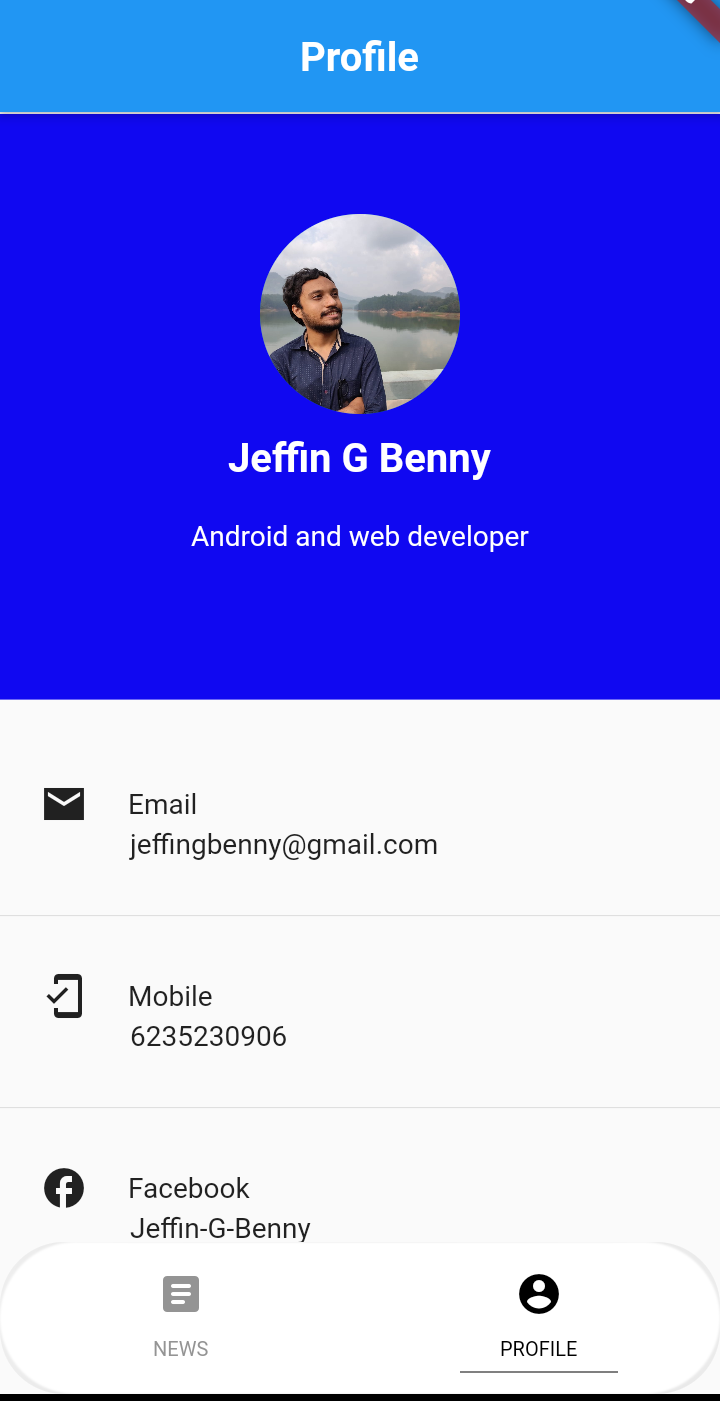 Profile
Jeffin G Benny
Android and web developer
Email
jeffingbenny@gmail.com
Mobile
6235230906
Facebook
Jeffin-G-Benny
NEWS
PROFILE